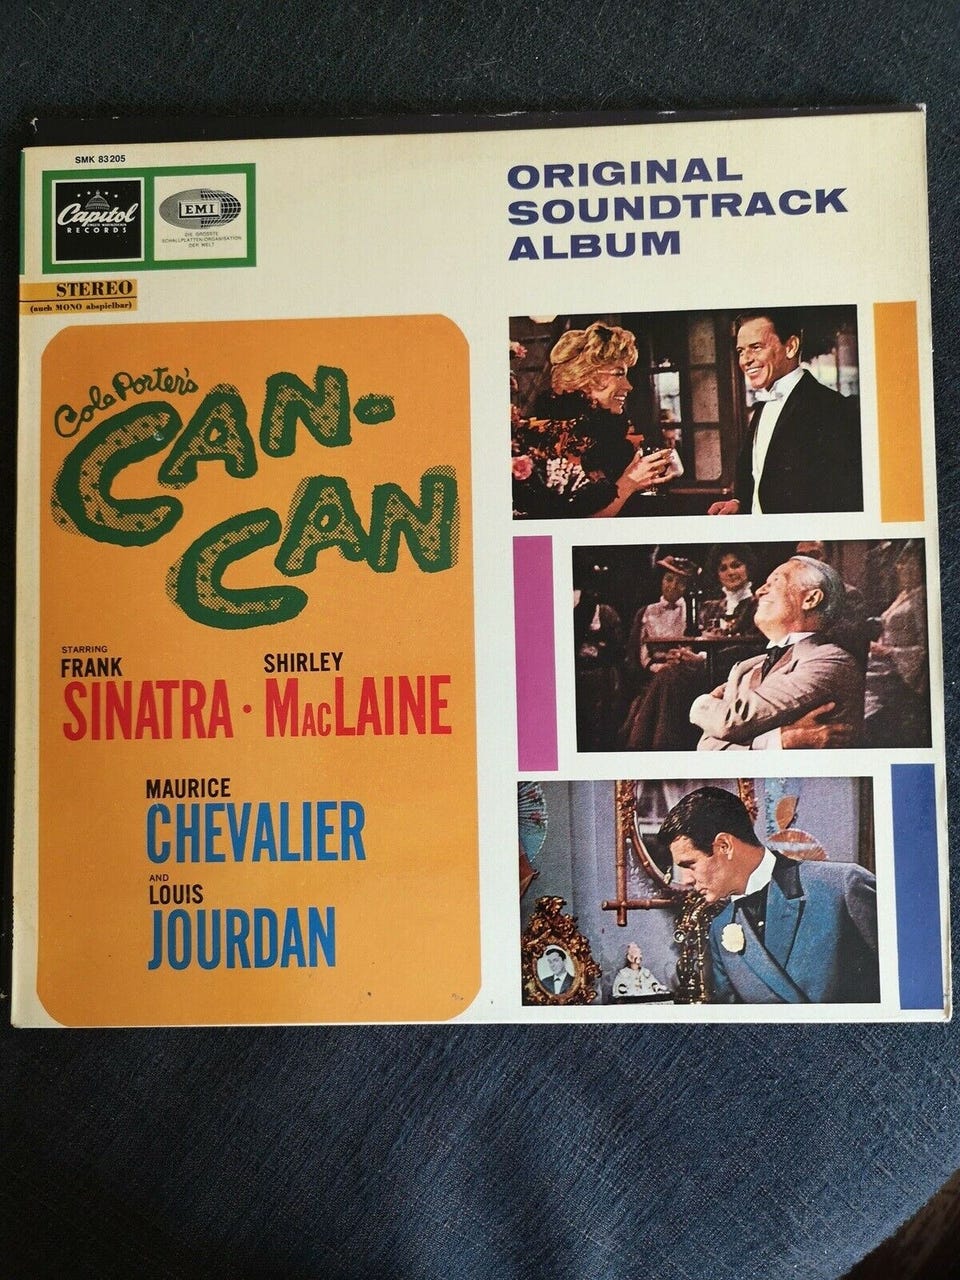 SMK 83205
Capitol
RECORDS
EMI
DIE GRÖSSTE
SCHALLPLATTEN-ORGANISATION
DER WELT
STEREO
(auch MONO abspielbar)
ORIGINAL
SOUNDTRACK
ALBUM
Cole Porter's
CAN-
CAN
STARRING
FRANK
SINATRA ·
SHIRLEY
MACLAINE
MAURICE
CHEVALIER
AND
LOUIS
JOURDAN